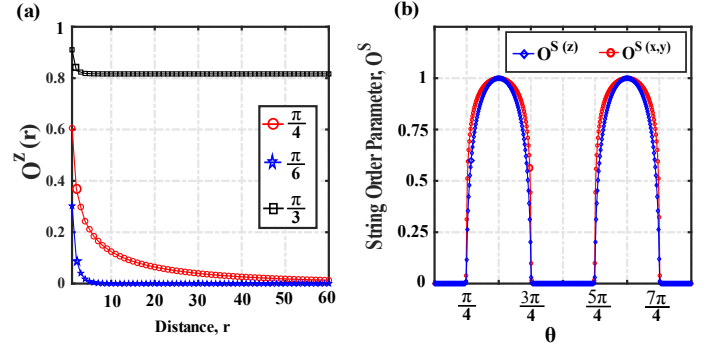 (a)
(b)
1
0.8
0.6
0.4
0.2
0
O^z (r)
π/4
π/6
π/3
10 20 30 40 50 60
Distance, r
String Order Parameter, O^S
O^S (z) O^S (x,y)
1
0.75
0.5
0.25
0
π/4 3π/4 5π/4 7π/4
θ